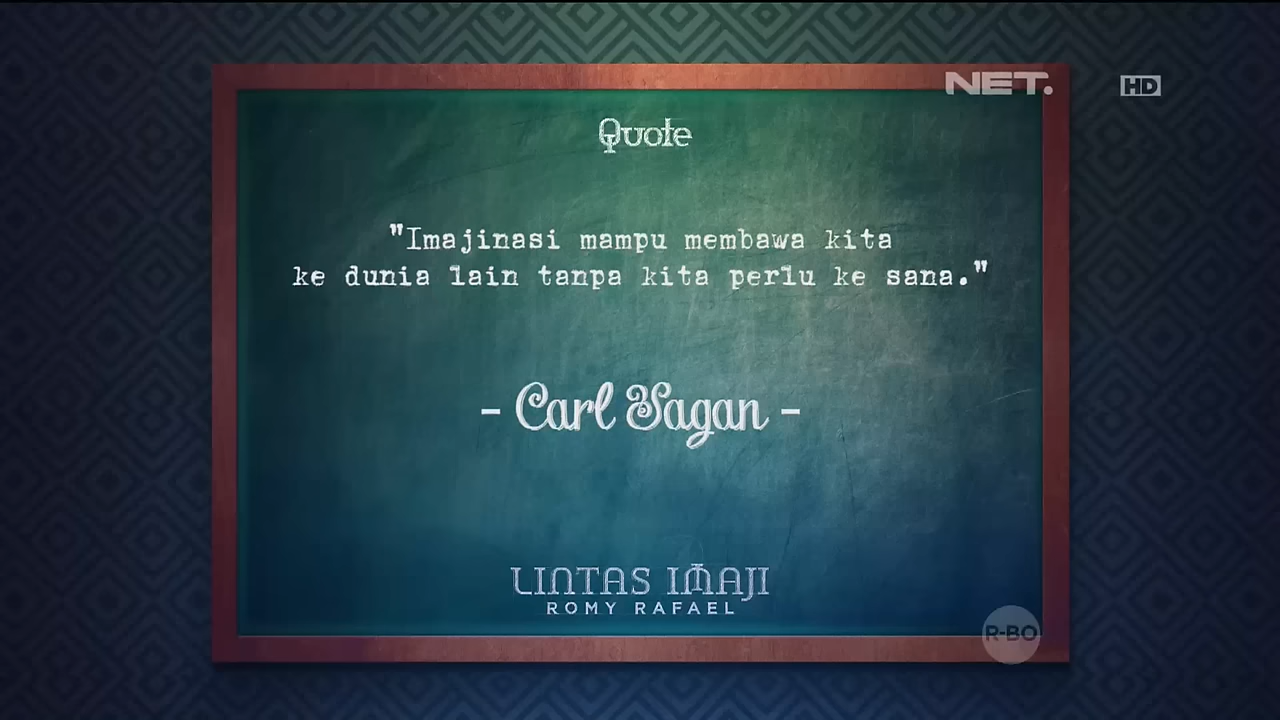 NET.
HD
Quote
"Imajinasi mampu membawa kita
ke dunia lain tanpa kita perlu ke sana."
- Carl Sagan -
LINTAS IMAJI
ROMY RAFAEL
R-BO